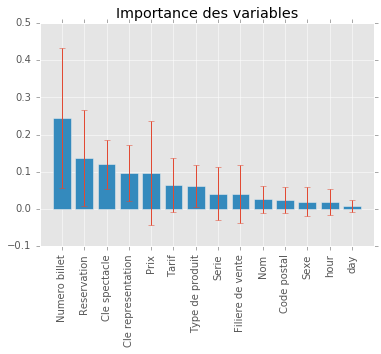 Importance des variables
0.5
0.4
0.3
0.2
0.1
0.0
−0.1
Numero billet
Reservation
Cle spectacle
Cle representation
Prix
Tarif
Type de produit
Serie
Filiere de vente
Nom
Code postal
Sexe
hour
day